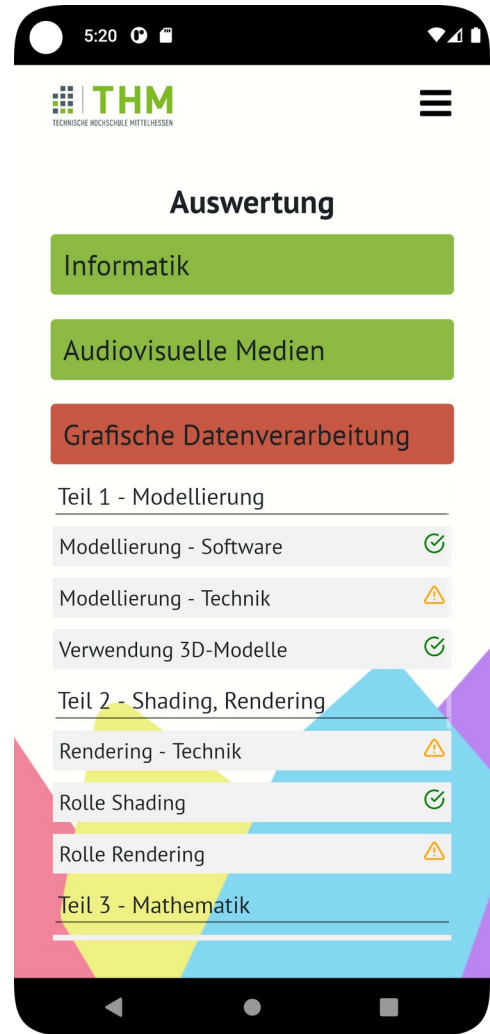 5:20
THM
TECHNISCHE HOCHSCHULE MITTELHESSEN
Auswertung
Informatik
Audiovisuelle Medien
Grafische Datenverarbeitung
Teil 1 - Modellierung
Modellierung - Software
Modellierung - Technik
Verwendung 3D-Modelle
Teil 2 - Shading, Rendering
Rendering - Technik
Rolle Shading
Rolle Rendering
Teil 3 - Mathematik